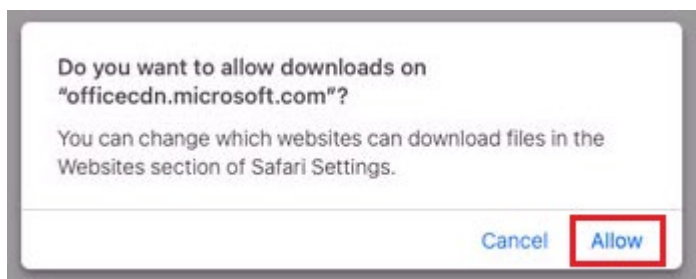 Do you want to allow downloads on
“officecdn.microsoft.com”?
You can change which websites can download files in the
Websites section of Safari Settings.
Cancel Allow